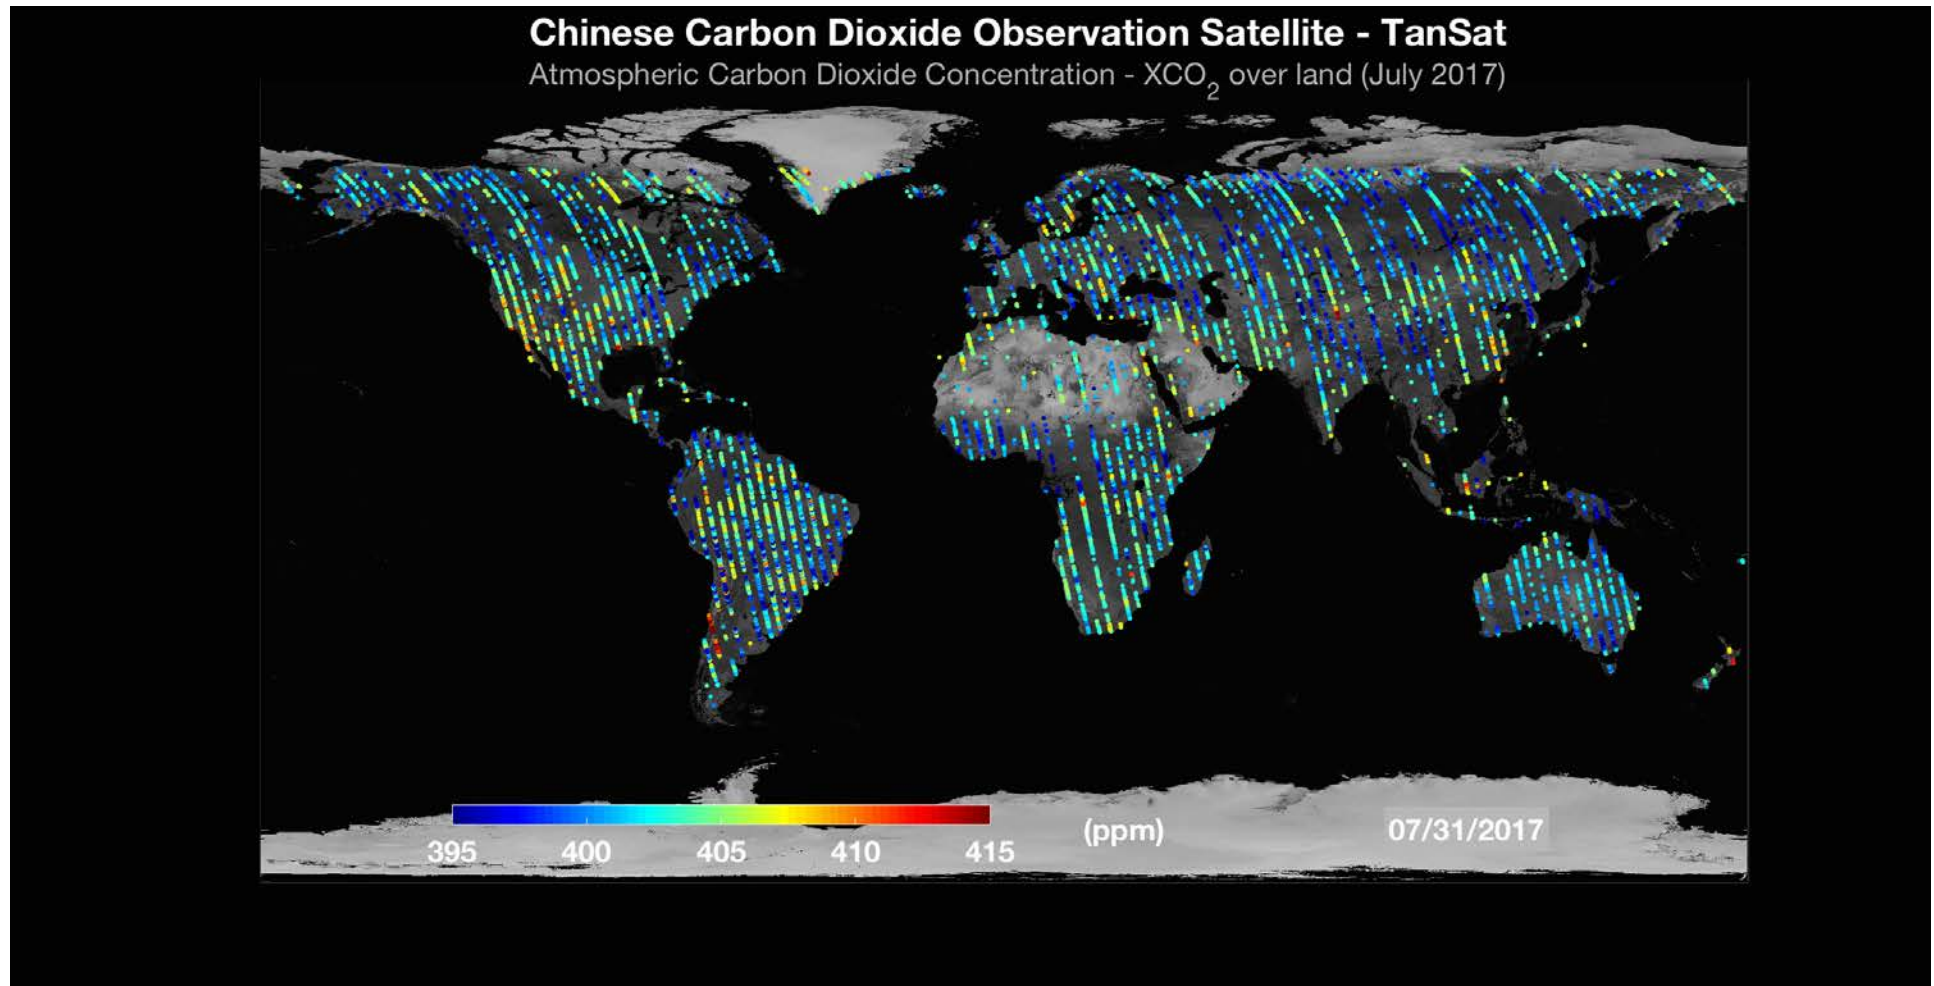 Chinese Carbon Dioxide Observation Satellite - TanSat
Atmospheric Carbon Dioxide Concentration - XCO₂ over land (July 2017)
(ppm)
07/31/2017
395 400 405 410 415